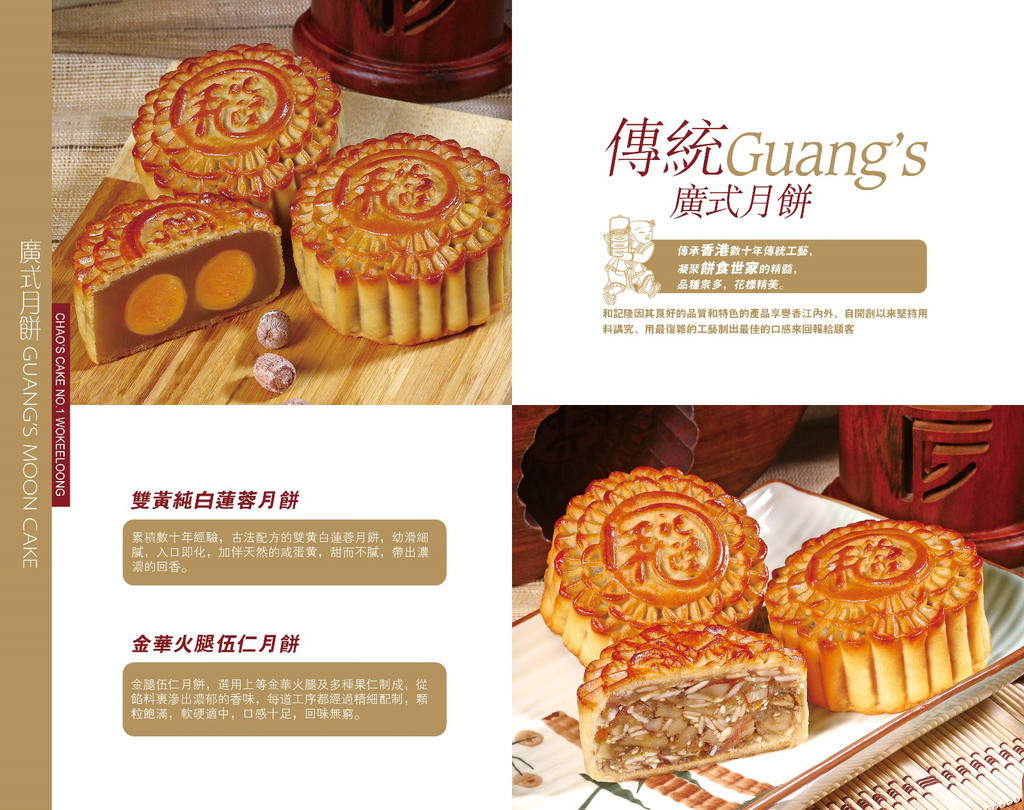 廣式月餅 GUANG'S MOON CAKE
CHAO'S CAKE NO.1 WOKEELOONG
傳統Guang's
廣式月餅
傳承香港數十年傳統工藝，
凝聚餅食世家的精髓，
品種衆多，花樣精美。
和記隆因其良好的品質和特色的產品享譽香江內外，自開創以來堅持用
料講究、用最復雜的工藝制出最佳的口感來回報給顧客
雙黃純白蓮蓉月餅
累積數十年經驗，古法配方的雙黄白蓮蓉月餅，幼滑細
膩，入口即化，加伴天然的咸蛋黄，甜而不膩，帶出濃
濃的回香。
金華火腿伍仁月餅
金腿伍仁月餅，選用上等金華火腿及多種果仁制成，從
餡料裏滲出濃郁的香味，每道工序都經過精細配制，顆
粒飽滿，軟硬適中，口感十足，回味無窮。